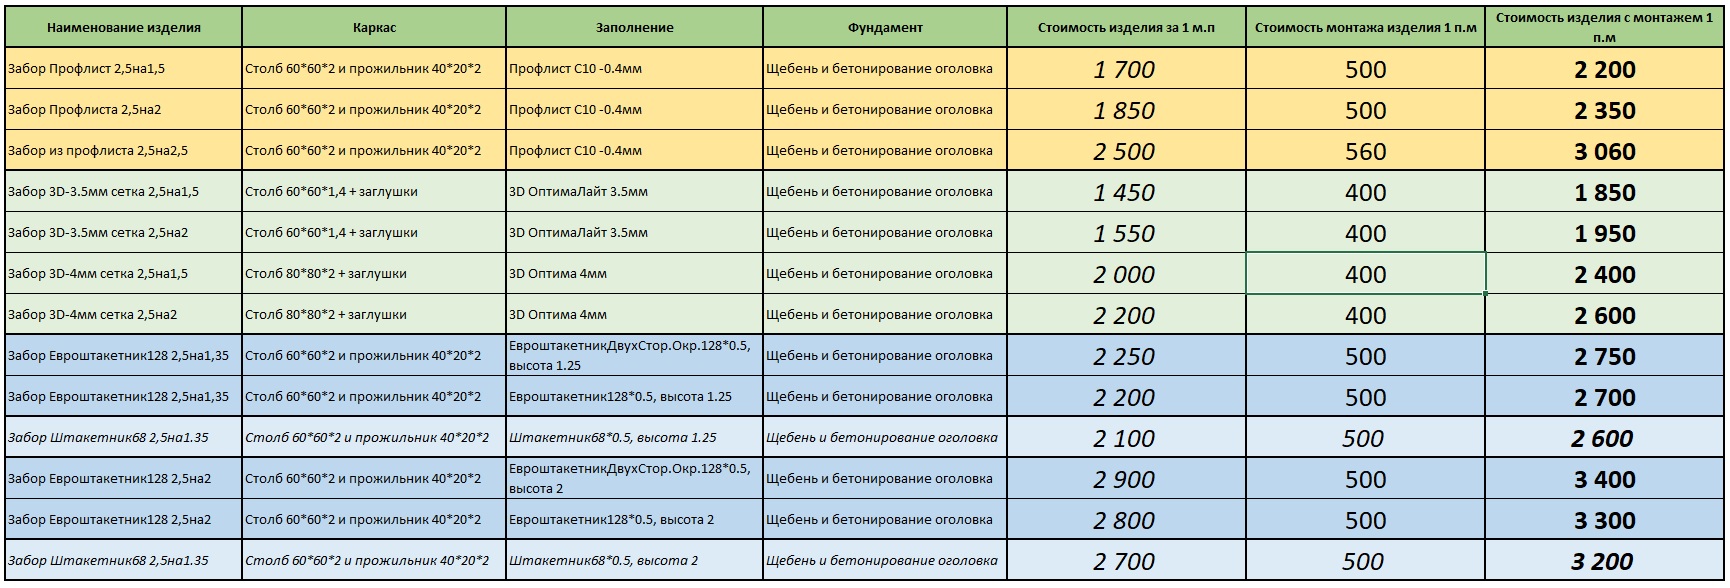 Наименование изделия Каркас Заполнение Фундамент Стоимость изделия за 1 м.п Стоимость монтажа изделия 1 п.м Стоимость изделия с монтажем 1
п.м
Забор Профлист 2,5на1,5 Столб 60*60*2 и прожильник 40*20*2 Профлист С10 -0.4мм Щебень и бетонирование оголовка 1 700 500 2 200
Забор Профлиста 2,5на2 Столб 60*60*2 и прожильник 40*20*2 Профлист С10 -0.4мм Щебень и бетонирование оголовка 1 850 500 2 350
Забор из профлиста 2,5на2,5 Столб 60*60*2 и прожильник 40*20*2 Профлист С10 -0.4мм Щебень и бетонирование оголовка 2 500 560 3 060
Забор 3D-3.5мм сетка 2,5на1,5 Столб 60*60*1,4 + заглушки 3D ОптимаЛайт 3.5мм Щебень и бетонирование оголовка 1 450 400 1 850
Забор 3D-3.5мм сетка 2,5на2 Столб 60*60*1,4 + заглушки 3D ОптимаЛайт 3.5мм Щебень и бетонирование оголовка 1 550 400 1 950
Забор 3D-4мм сетка 2,5на1,5 Столб 80*80*2 + заглушки 3D Оптима 4мм Щебень и бетонирование оголовка 2 000 400 2 400
Забор 3D-4мм сетка 2,5на2 Столб 80*80*2 + заглушки 3D Оптима 4мм Щебень и бетонирование оголовка 2 200 400 2 600
Забор Евроштакетник128 2,5на1,35 Столб 60*60*2 и прожильник 40*20*2 ЕвроштакетникДвухСтор.Окр.128*0.5, Щебень и бетонирование оголовка 2 250 500 2 750
высота 1.25
Забор Евроштакетник128 2,5на1,35 Столб 60*60*2 и прожильник 40*20*2 Евроштакетник128*0.5, высота 1.25 Щебень и бетонирование оголовка 2 200 500 2 700
Забор Штакетник68 2,5на1.35 Столб 60*60*2 и прожильник 40*20*2 Штакетник68*0.5, высота 1.25 Щебень и бетонирование оголовка 2 100 500 2 600
Забор Евроштакетник128 2,5на2 Столб 60*60*2 и прожильник 40*20*2 ЕвроштакетникДвухСтор.Окр.128*0.5, Щебень и бетонирование оголовка 2 900 500 3 400
высота 2
Забор Евроштакетник128 2,5на2 Столб 60*60*2 и прожильник 40*20*2 Евроштакетник128*0.5, высота 2 Щебень и бетонирование оголовка 2 800 500 3 300
Забор Штакетник68 2,5на1.35 Столб 60*60*2 и прожильник 40*20*2 Штакетник68*0.5, высота 2 Щебень и бетонирование оголовка 2 700 500 3 200